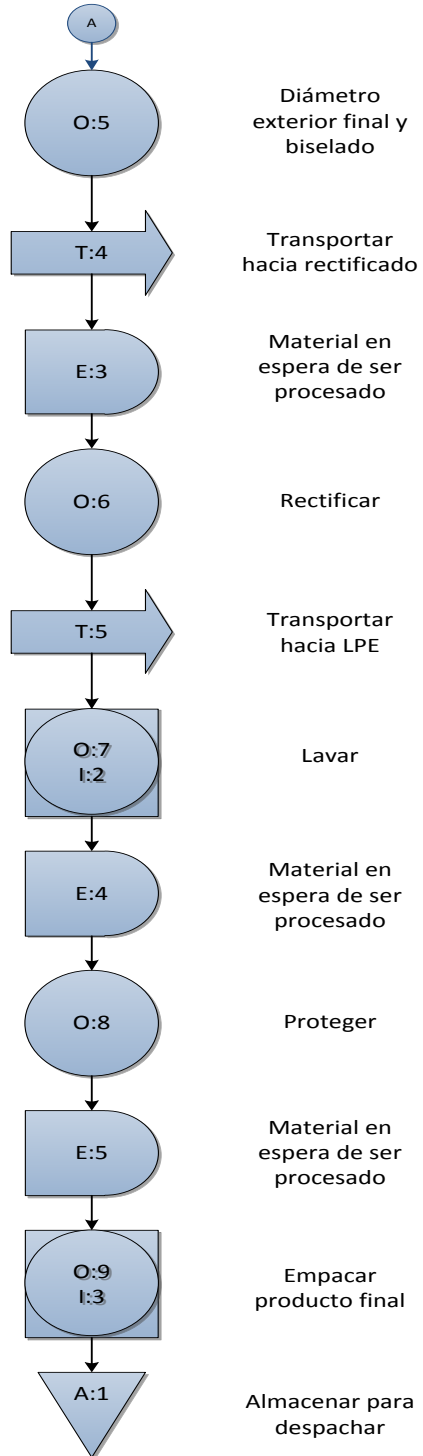 A
O:5
Diámetro
exterior final y
biselado
T:4
Transportar
hacia rectificado
E:3
Material en
espera de ser
procesado
O:6
Rectificar
T:5
Transportar
hacia LPE
O:7
I:2
Lavar
E:4
Material en
espera de ser
procesado
O:8
Proteger
E:5
Material en
espera de ser
procesado
O:9
I:3
Empacar
producto final
A:1
Almacenar para
despachar